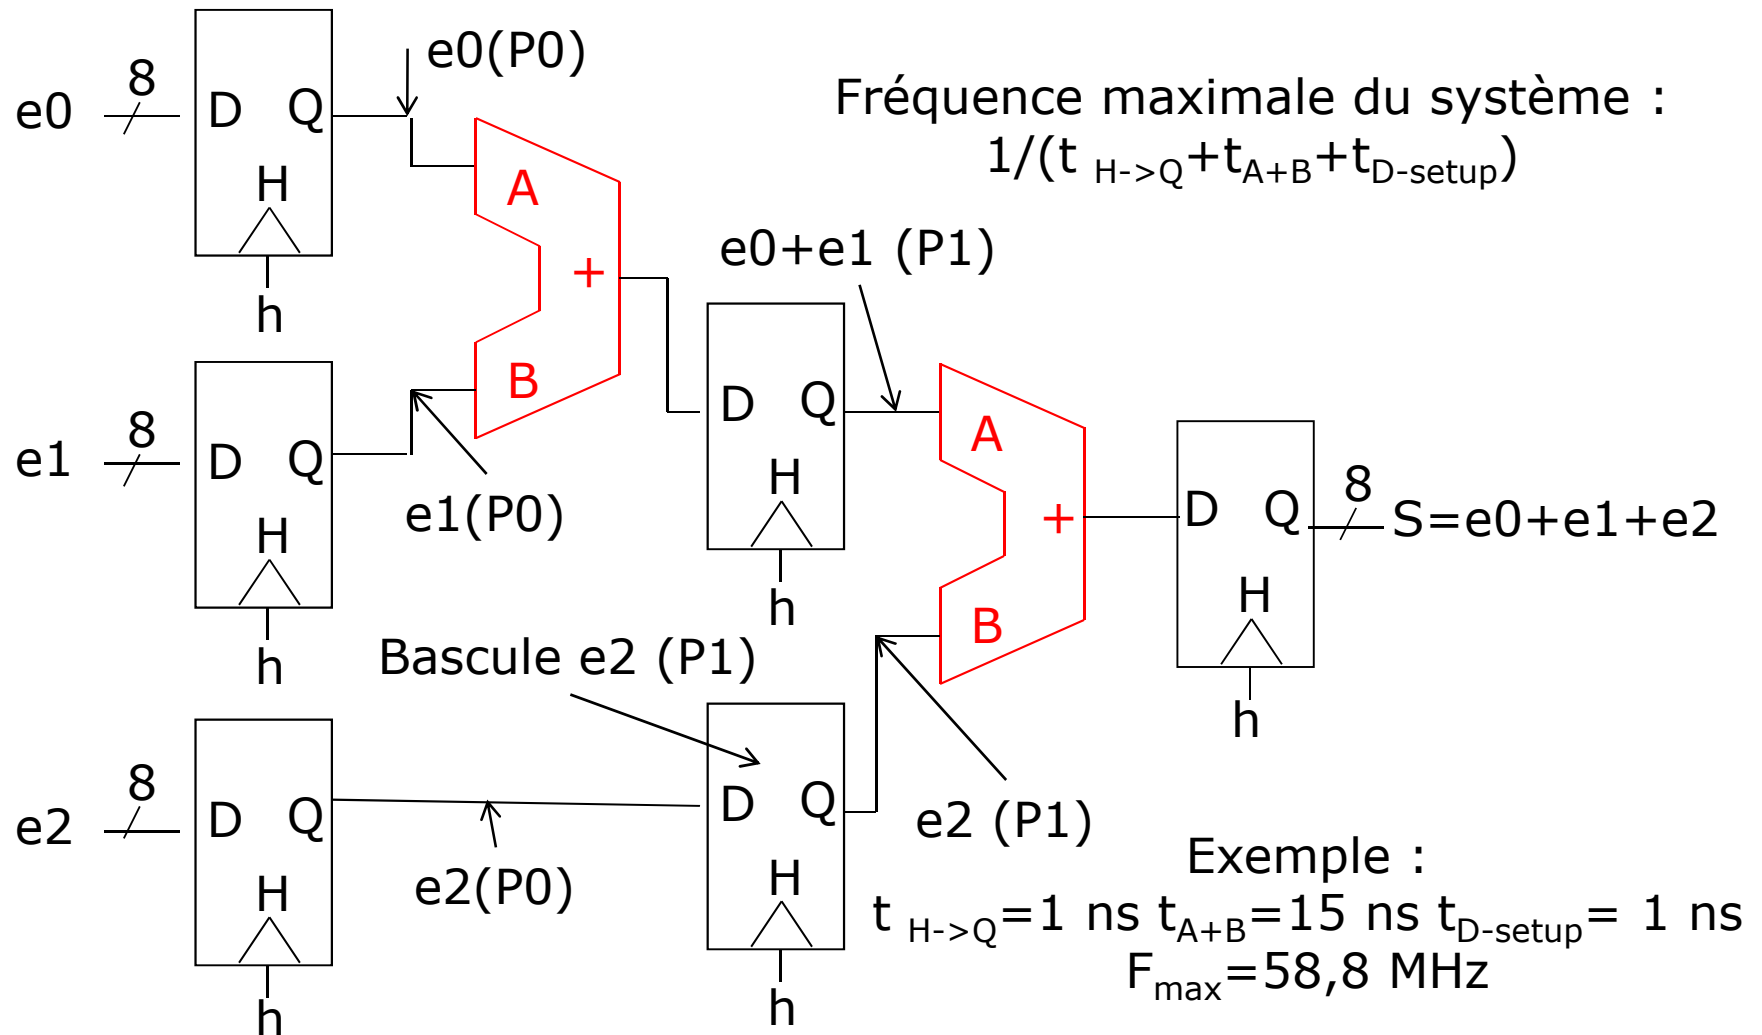 e0(P0)
Fréquence maximale du système :
1/(t H->Q+tA+B+tD-setup)
8
e0
D Q
H
h
A
+
B
e0+e1 (P1)
8
e1
D Q
H
h
e1(P0)
D Q
H
h
A
+
B
D Q
H
h
8
S=e0+e1+e2
Bascule e2 (P1)
8
e2
D Q
H
h
e2(P0)
D Q
H
h
e2 (P1)
Exemple :
t H->Q=1 ns tA+B=15 ns tD-setup= 1 ns
Fmax=58,8 MHz